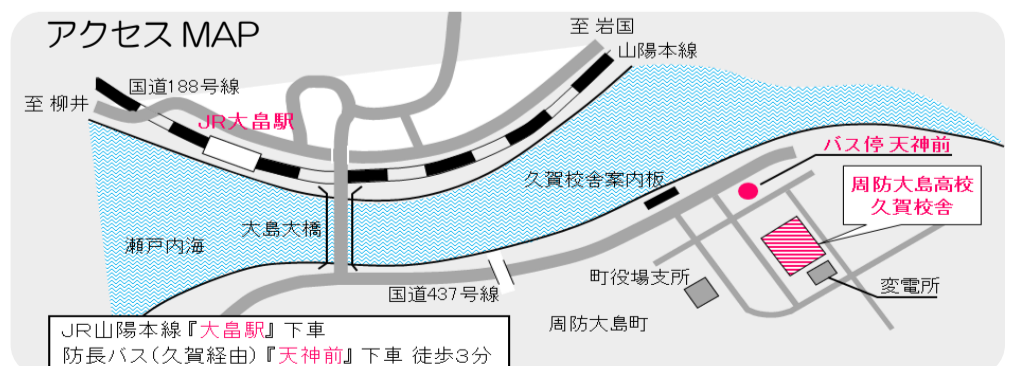 アクセス MAP
至 岩国
山陽本線
国道188号線
至 柳井
JR大畠駅
バス停 天神前
久賀校舎案内板
周防大島高校
久賀校舎
大島大橋
瀬戸内海
町役場支所
変電所
国道437号線
周防大島町
JR山陽本線『大畠駅』下車
防長バス(久賀経由)『天神前』下車 徒歩3分